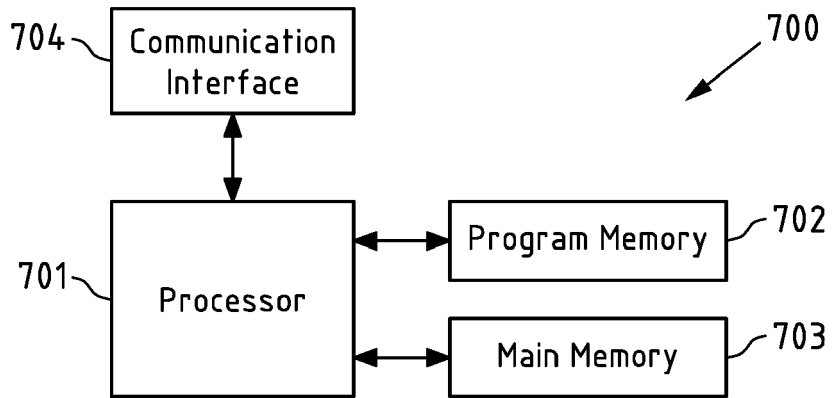 704
Communication
Interface
700
701
Processor
Program Memory
702
Main Memory
703